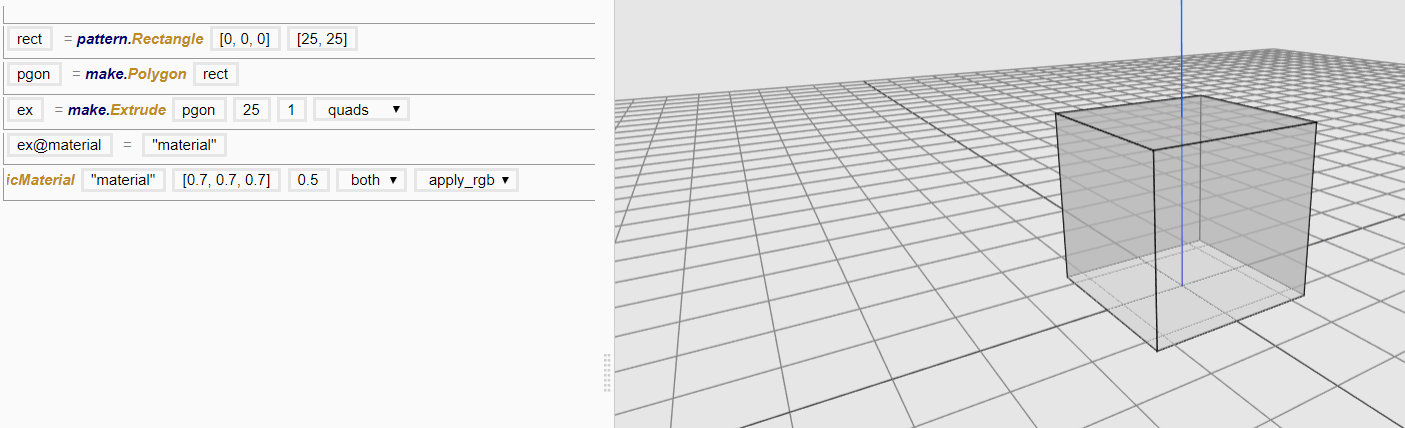 rect = pattern.Rectangle [0, 0, 0] [25, 25]
pgon = make.Polygon rect
ex = make.Extrude pgon 25 1 quads
ex@material = "material"
icMaterial "material" [0.7, 0.7, 0.7] 0.5 both apply_rgb